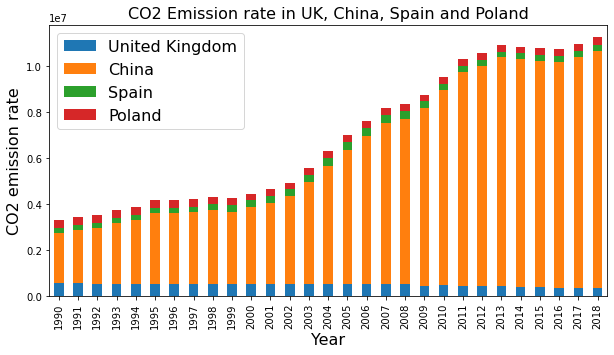 CO2 Emission rate in UK, China, Spain and Poland
1e7
United Kingdom
China
Spain
Poland
CO2 emission rate
1.0
0.8
0.6
0.4
0.2
0.0
1990 1991 1992 1993 1994 1995 1996 1997 1998 1999 2000 2001 2002 2003 2004 2005 2006 2007 2008 2009 2010 2011 2012 2013 2014 2015 2016 2017 2018
Year